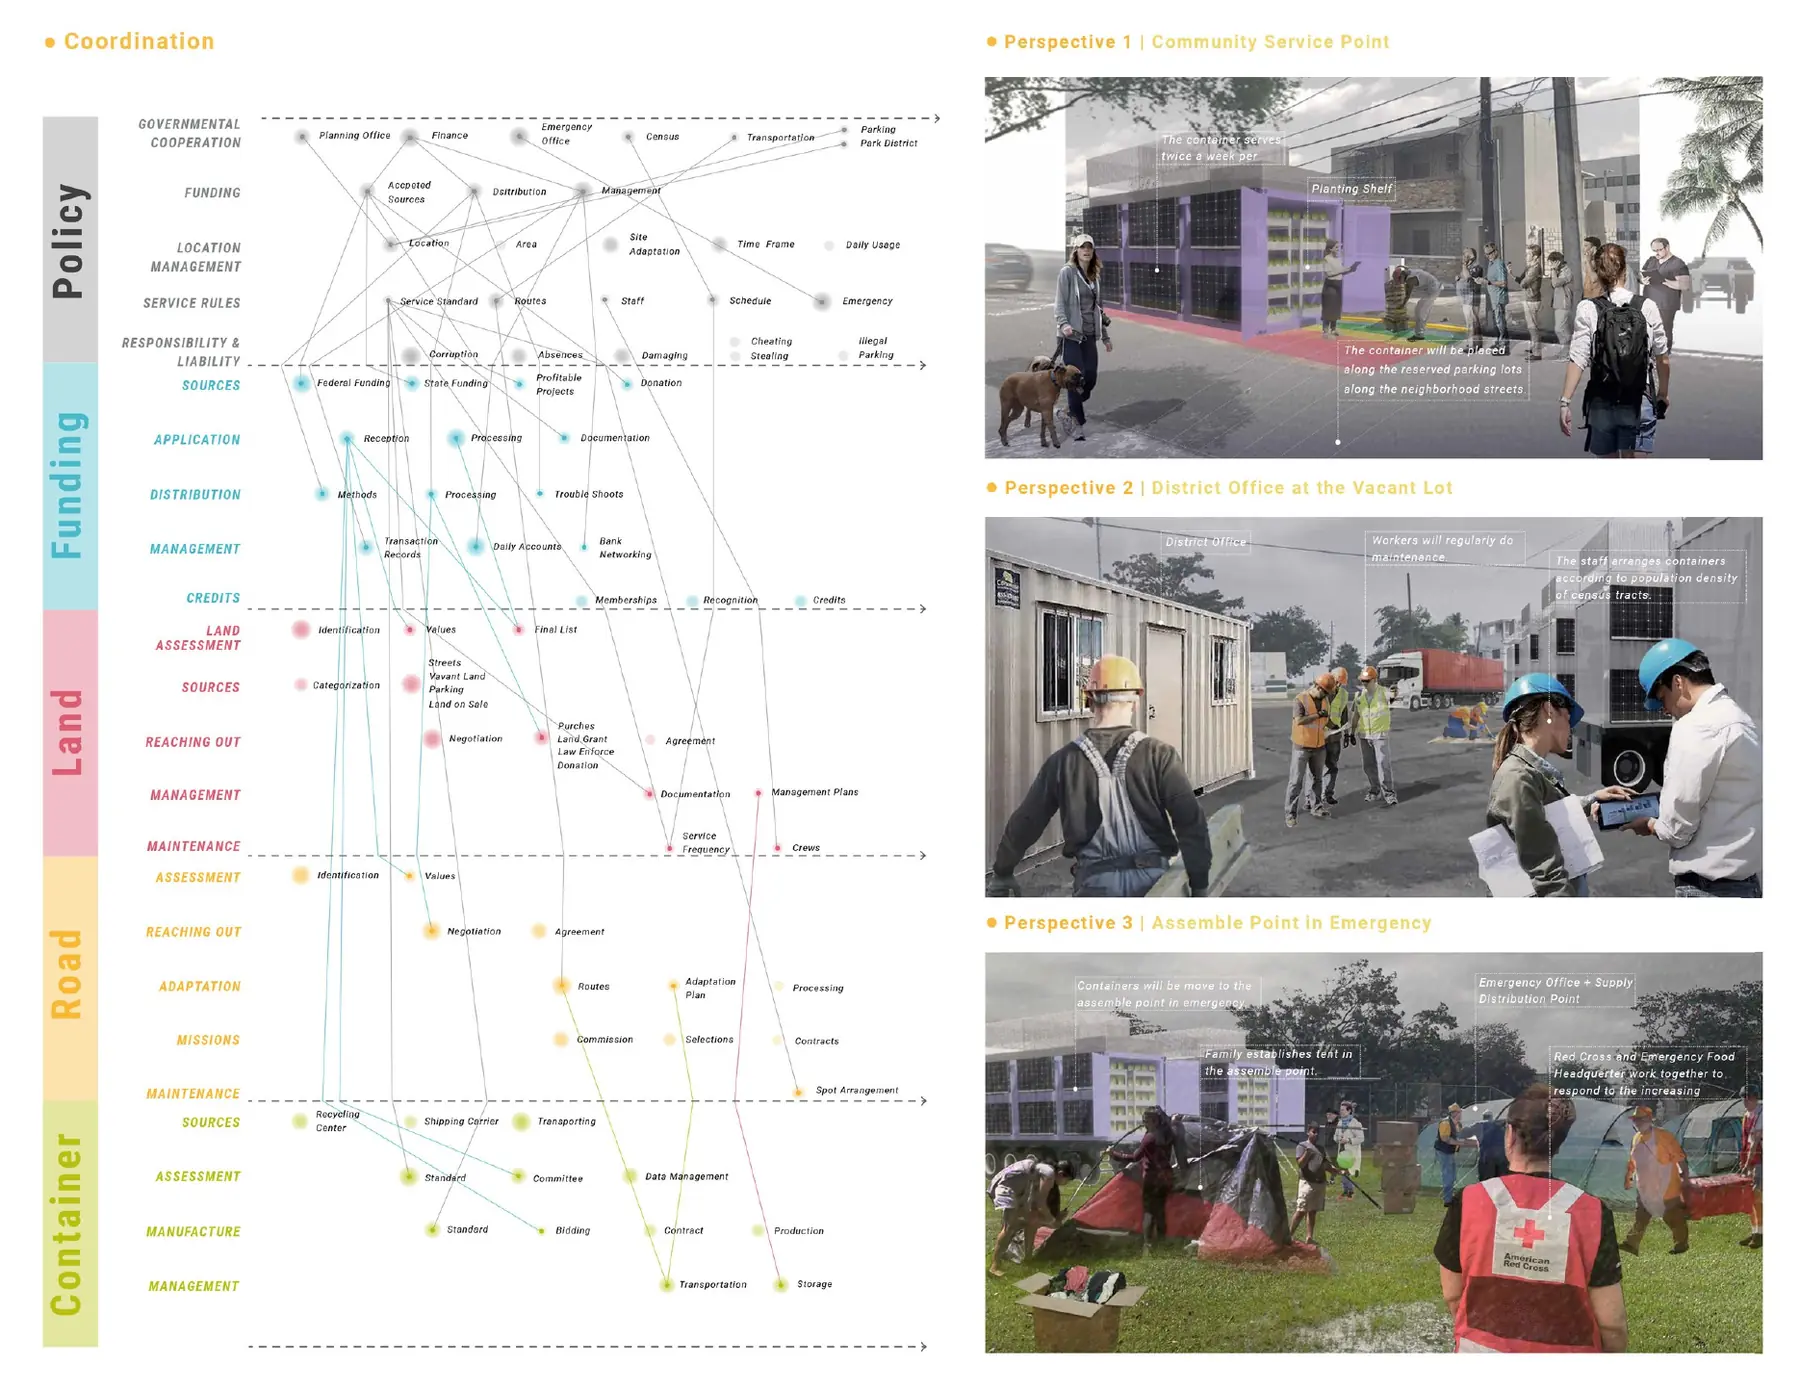 Coordination
Policy
GOVERNMENTAL
COOPERATION
Planning Office
Finance
Emergency
Office
Census
Transportation
Parking
Park District
FUNDING
Accpeted
Sources
Dsitribution
Management
LOCATION
MANAGEMENT
Location
Area
Site
Adaptation
Time Frame
Daily Usage
SERVICE RULES
Service Standard
Routes
Staff
Schedule
Emergency
RESPONSIBILITY &
LIABILITY
Corruption
Absences
Damaging
Cheating
Stealing
Illegal
Parking
Funding
SOURCES
Federal Funding
State Funding
Profitable
Projects
Donation
APPLICATION
Reception
Processing
Documentation
DISTRIBUTION
Methods
Processing
Trouble Shoots
MANAGEMENT
Transaction
Records
Daily Accounts
Bank
Networking
CREDITS
Memberships
Recognition
Credits
Land
LAND
ASSESSMENT
Identification
Values
Final List
SOURCES
Categorization
Streets
Vavant Land
Parking
Land on Sale
REACHING OUT
Negotiation
Purches
Land Grant
Law Enforce
Donation
Agreement
MANAGEMENT
Documentation
Management Plans
MAINTENANCE
Service
Frequency
Crews
Road
ASSESSMENT
Identification
Values
REACHING OUT
Negotiation
Agreement
ADAPTATION
Routes
Adaptation
Plan
Processing
MISSIONS
Commission
Selections
Contracts
MAINTENANCE
Spot Arrangement
Container
SOURCES
Recycling
Center
Shipping Carrier
Transporting
ASSESSMENT
Standard
Committee
Data Management
MANUFACTURE
Standard
Bidding
Contract
Production
MANAGEMENT
Transportation
Storage
Perspective 1 | Community Service Point
The container serves
twice a week per
Planting Shelf
The container will be placed
along the reserved parking lots
along the neighborhood streets.
Perspective 2 | District Office at the Vacant Lot
District Office
Workers will regularly do
maintenance.
The staff arranges containers
according to population density
of census tracts.
Perspective 3 | Assemble Point in Emergency
Containers will be move to the
assemble point in emergency.
Family establishes tent in
the assemble point.
Emergency Office + Supply
Distribution Point
Red Cross and Emergency Food
Headquerter work together to
respond to the increasing
American
Red Cross